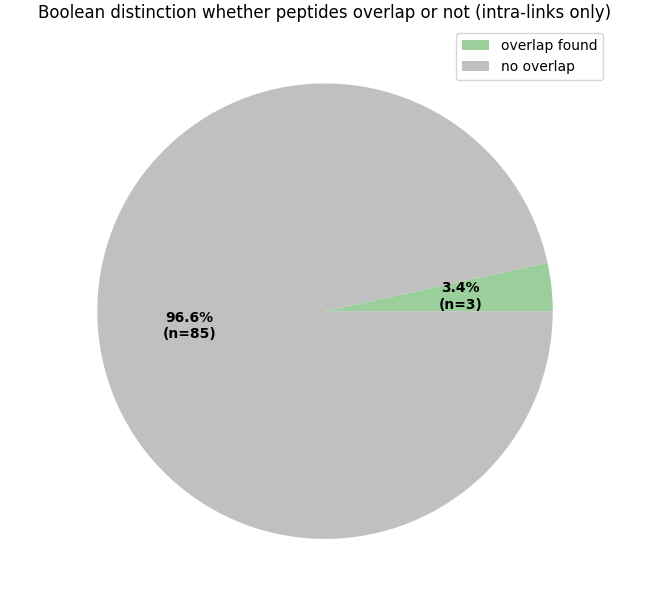 Boolean distinction whether peptides overlap or not (intra-links only)
overlap found
no overlap
3.4%
(n=3)
96.6%
(n=85)